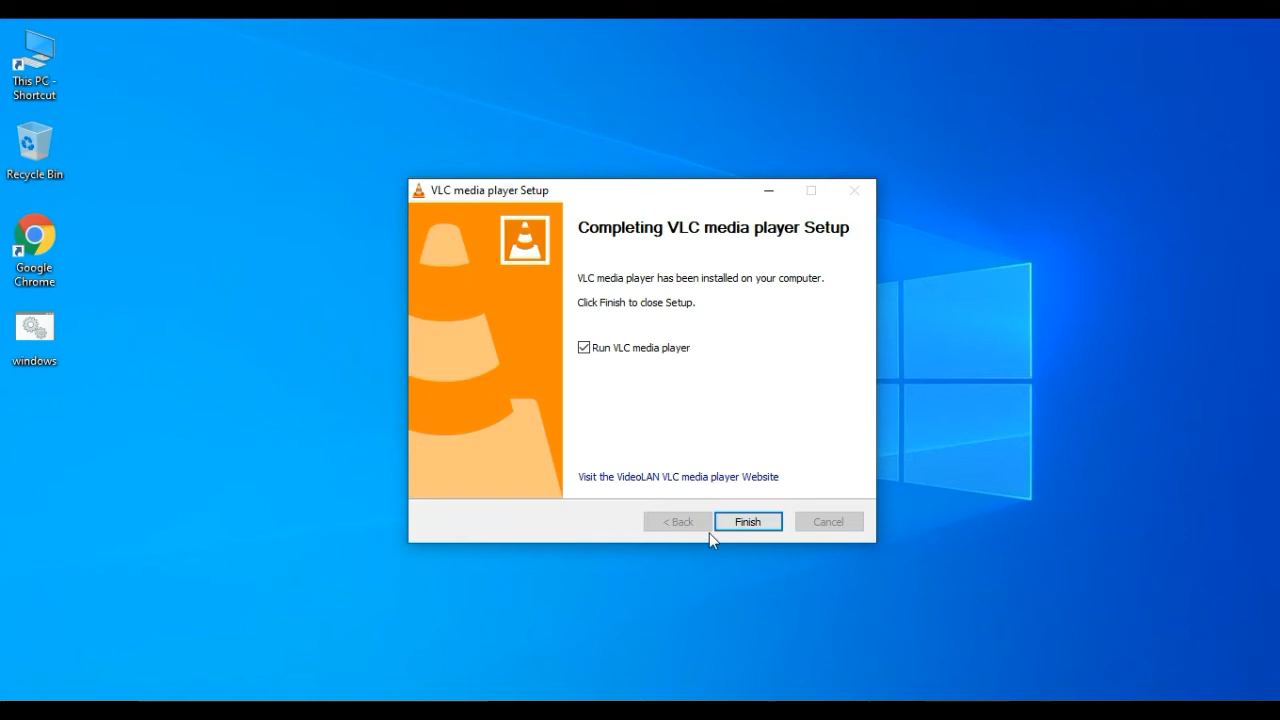 This PC -
Shortcut
Recycle Bin
Google
Chrome
windows
VLC media player Setup
Completing VLC media player Setup
VLC media player has been installed on your computer.
Click Finish to close Setup.
Run VLC media player
Visit the VideoLAN VLC media player Website
< Back
Finish
Cancel